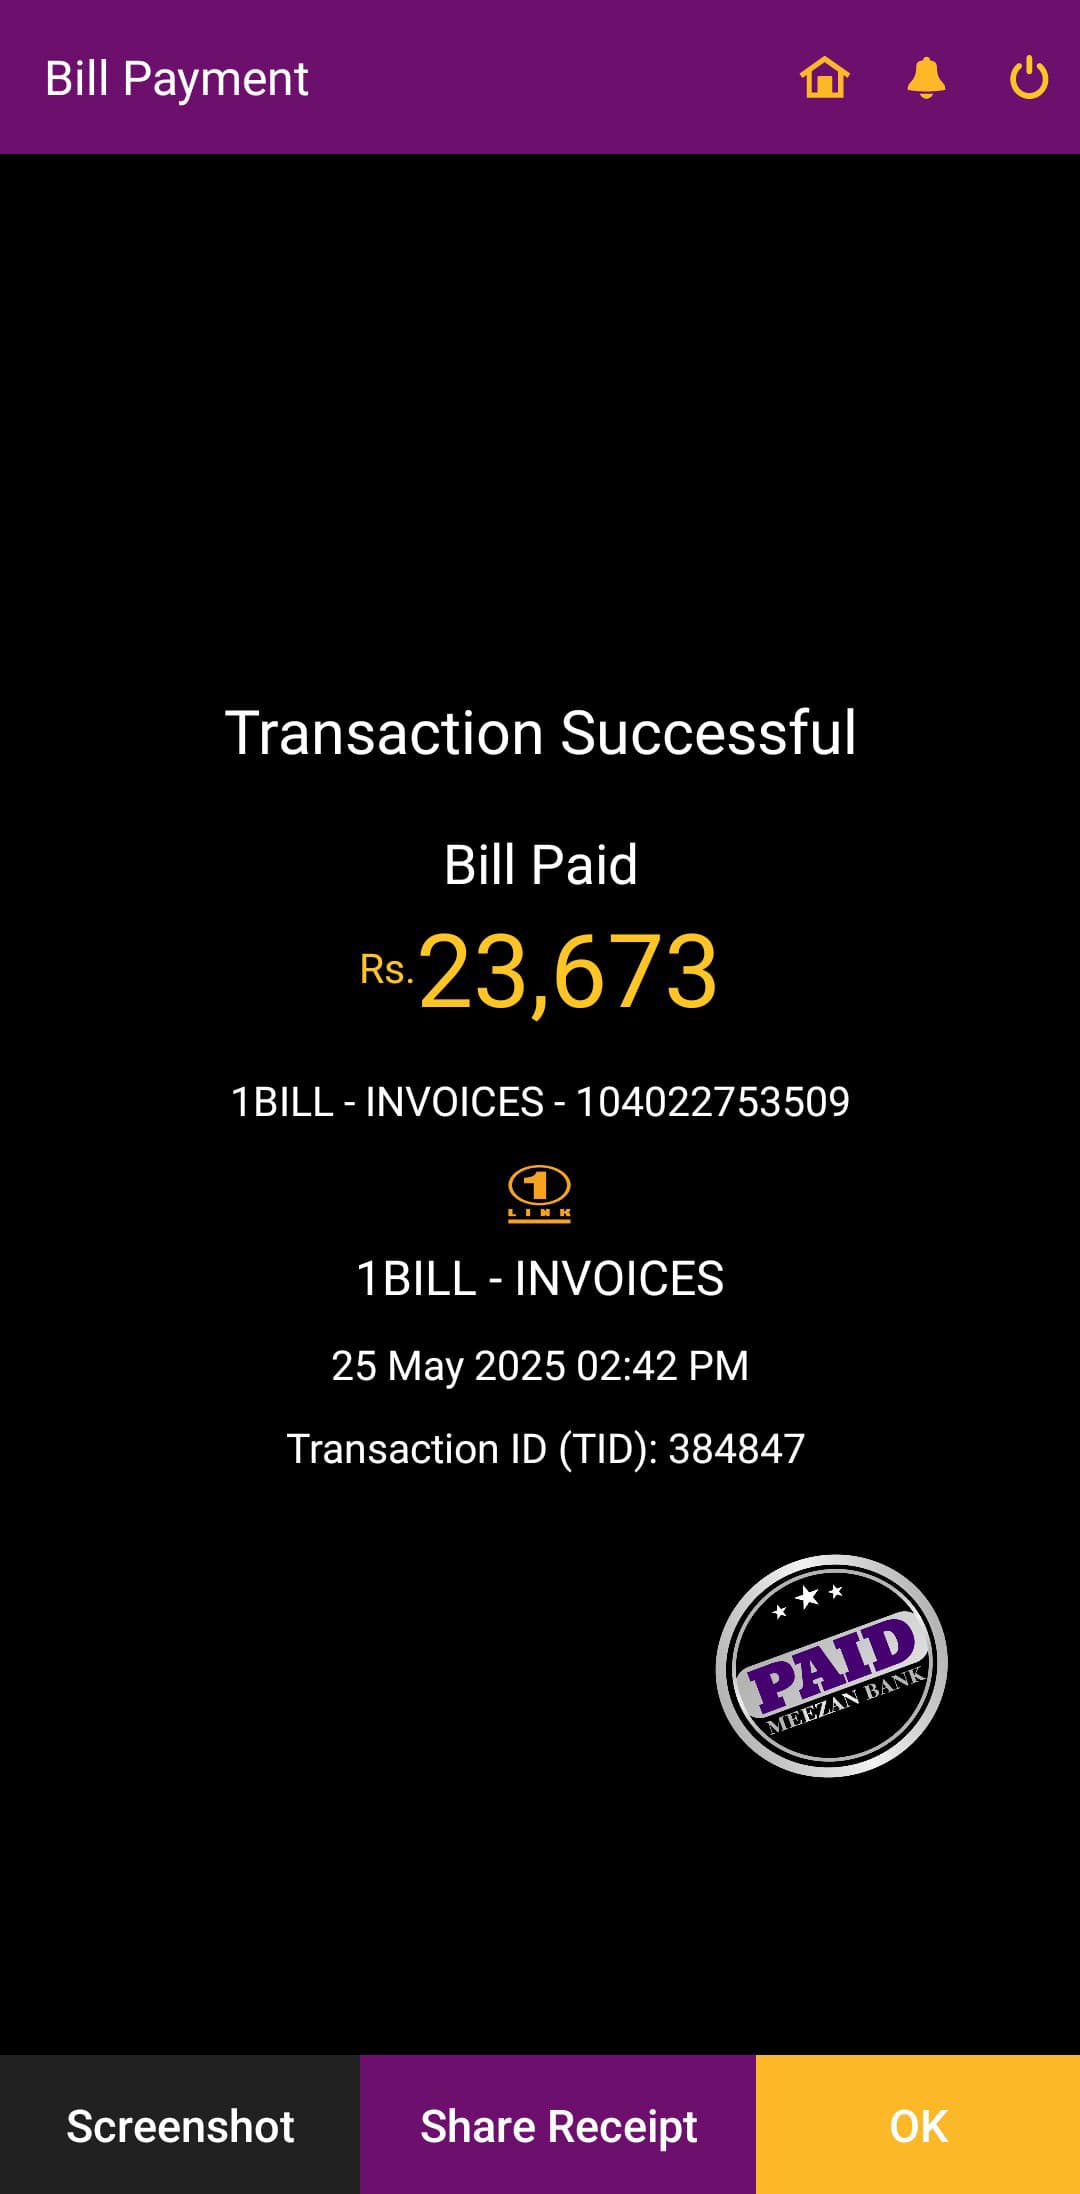 Bill Payment
Transaction Successful
Bill Paid
Rs.23,673
1BILL - INVOICES - 104022753509
1
LINK
1BILL - INVOICES
25 May 2025 02:42 PM
Transaction ID (TID): 384847
PAID
MEEZAN BANK
Screenshot
Share Receipt
OK